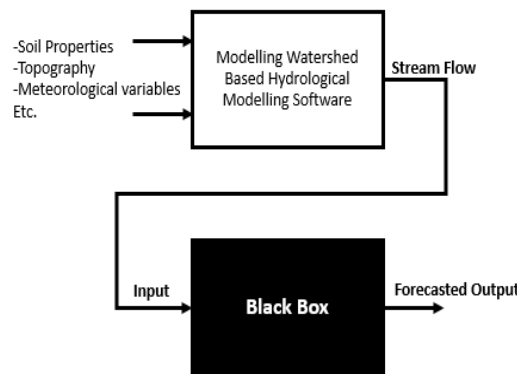 -Soil Properties
-Topography
-Meteorological variables
Etc.
Modelling Watershed
Based Hydrological
Modelling Software
Stream Flow
Input
Black Box
Forecasted Output